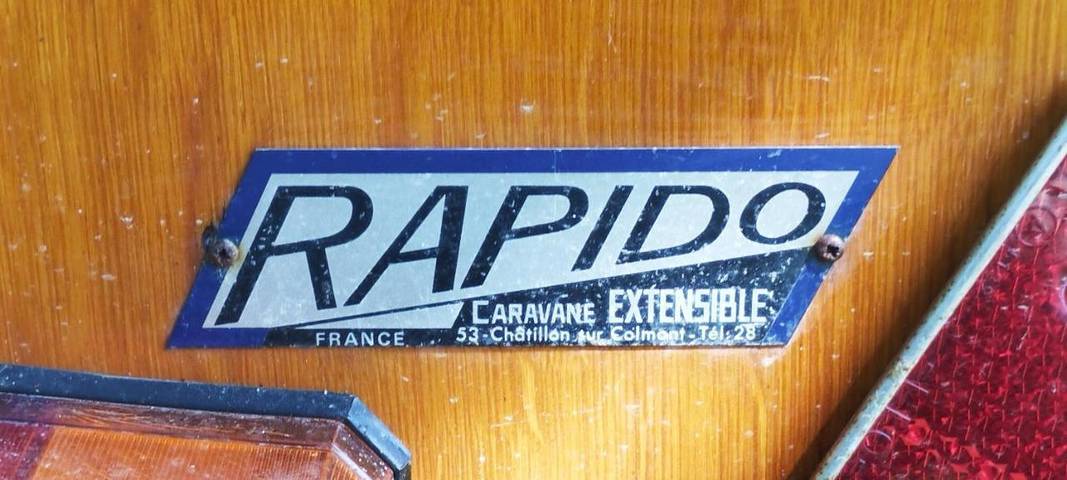 RAPIDO
CARAVANE EXTENSIBLE
FRANCE
53-Châtillon sur Colmont-Tél:28